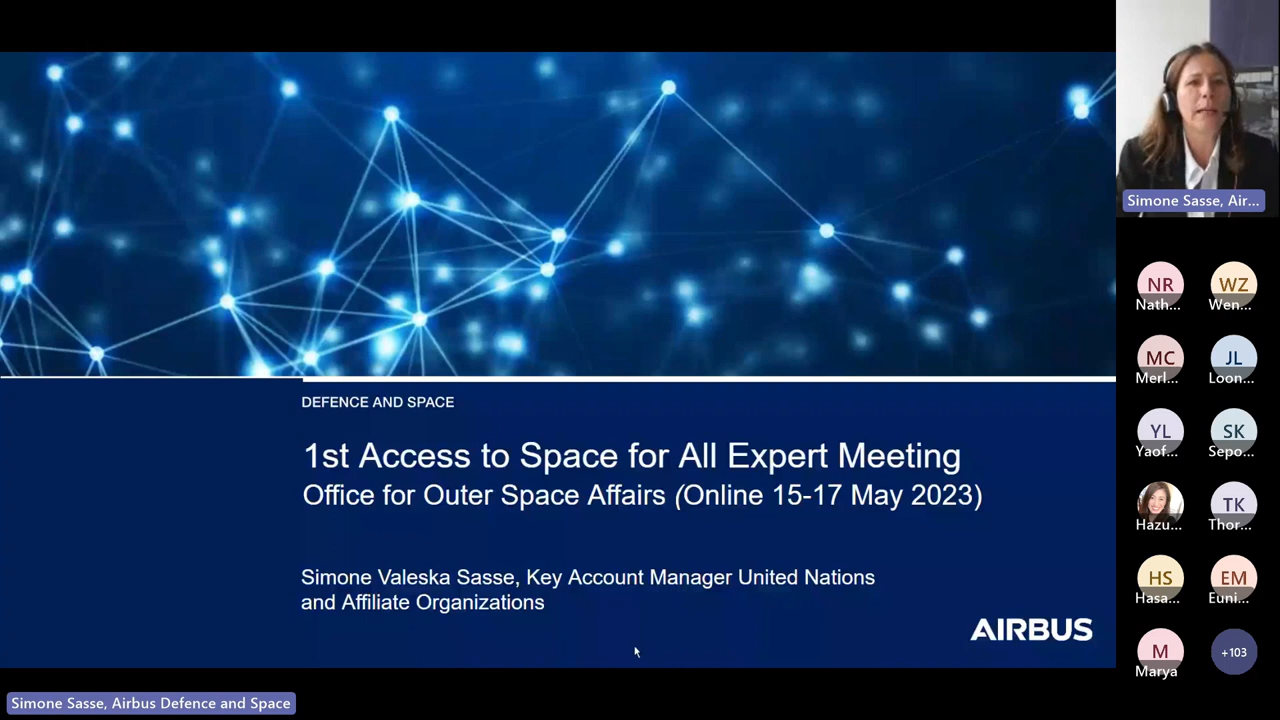 DEFENCE AND SPACE
1st Access to Space for All Expert Meeting
Office for Outer Space Affairs (Online 15-17 May 2023)
Simone Valeska Sasse, Key Account Manager United Nations
and Affiliate Organizations
AIRBUS
Simone Sasse, Airbus Defence and Space
Simone Sasse, Air...
NR WZ
Nath... Wen...
MC JL
Merl... Loon...
YL SK
Yaof... Sepo...
TK
Hazu... Thor...
HS EM
Hasa... Euni...
M +103
Marya